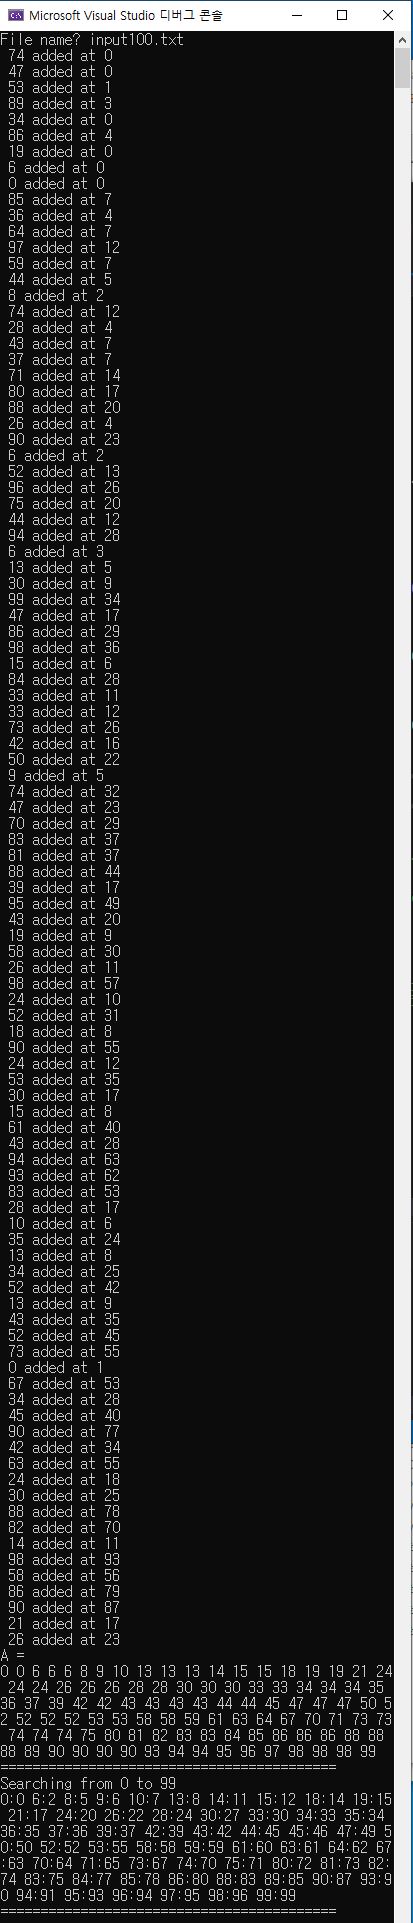 Microsoft Visual Studio 디버그 콘솔
File name? input100.txt
74 added at 0
47 added at 0
53 added at 1
89 added at 3
34 added at 0
86 added at 4
19 added at 0
6 added at 0
0 added at 0
85 added at 7
36 added at 4
64 added at 7
97 added at 12
59 added at 7
44 added at 5
8 added at 2
74 added at 12
28 added at 4
43 added at 7
37 added at 7
71 added at 14
80 added at 17
88 added at 20
26 added at 4
90 added at 23
6 added at 2
52 added at 13
96 added at 26
75 added at 20
44 added at 12
94 added at 28
6 added at 3
13 added at 5
30 added at 9
99 added at 34
47 added at 17
86 added at 29
98 added at 36
15 added at 6
84 added at 28
33 added at 11
33 added at 12
73 added at 26
42 added at 16
50 added at 22
9 added at 5
74 added at 32
47 added at 23
70 added at 29
83 added at 37
81 added at 37
88 added at 44
39 added at 17
95 added at 49
43 added at 20
19 added at 9
58 added at 30
26 added at 11
98 added at 57
24 added at 10
52 added at 31
18 added at 8
90 added at 55
24 added at 12
53 added at 35
30 added at 17
15 added at 8
61 added at 40
43 added at 28
94 added at 63
93 added at 62
83 added at 53
28 added at 17
10 added at 6
35 added at 24
13 added at 8
34 added at 25
52 added at 42
13 added at 9
43 added at 35
52 added at 45
73 added at 55
0 added at 1
67 added at 53
34 added at 28
45 added at 40
90 added at 77
42 added at 34
63 added at 55
24 added at 18
30 added at 25
88 added at 78
82 added at 70
14 added at 11
98 added at 93
58 added at 56
86 added at 79
90 added at 87
21 added at 17
26 added at 23
A =
0 0 6 6 6 8 9 10 13 13 13 14 15 15 18 19 19 21 24
24 24 26 26 26 28 28 30 30 30 33 33 34 34 34 35
36 37 39 42 42 43 43 43 43 44 44 45 47 47 47 50 5
2 52 52 52 53 53 58 58 59 61 63 64 67 70 71 73 73
74 74 74 75 80 81 82 83 83 84 85 86 86 86 88 88
88 89 90 90 90 90 93 94 94 95 96 97 98 98 98 99
==========================================
Searching from 0 to 99
0:0 6:2 8:5 9:6 10:7 13:8 14:11 15:12 18:14 19:15
21:17 24:20 26:22 28:24 30:27 33:30 34:33 35:34
36:35 37:36 39:37 42:39 43:42 44:45 45:46 47:49 5
0:50 52:52 53:55 58:58 59:59 61:60 63:61 64:62 67
:63 70:64 71:65 73:67 74:70 75:71 80:72 81:73 82:
74 83:75 84:77 85:78 86:80 88:83 89:85 90:87 93:9
0 94:91 95:93 96:94 97:95 98:96 99:99
==========================================